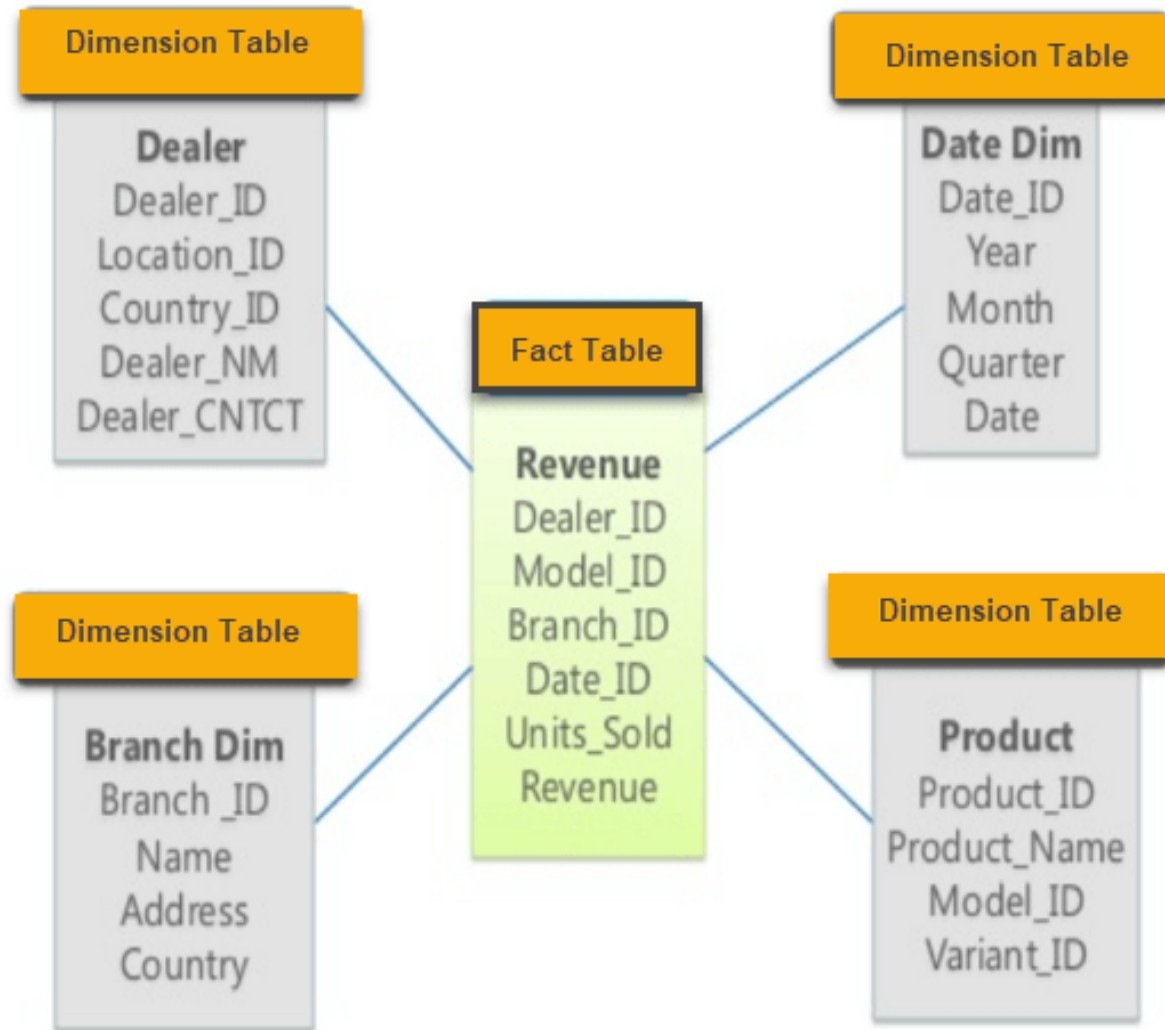 Dimension Table
Dealer
Dealer_ID
Location_ID
Country_ID
Dealer_NM
Dealer_CNTCT
Dimension Table
Date Dim
Date_ID
Year
Month
Quarter
Date
Fact Table
Revenue
Dealer_ID
Model_ID
Branch_ID
Date_ID
Units_Sold
Revenue
Dimension Table
Branch Dim
Branch _ID
Name
Address
Country
Dimension Table
Product
Product_ID
Product_Name
Model_ID
Variant_ID